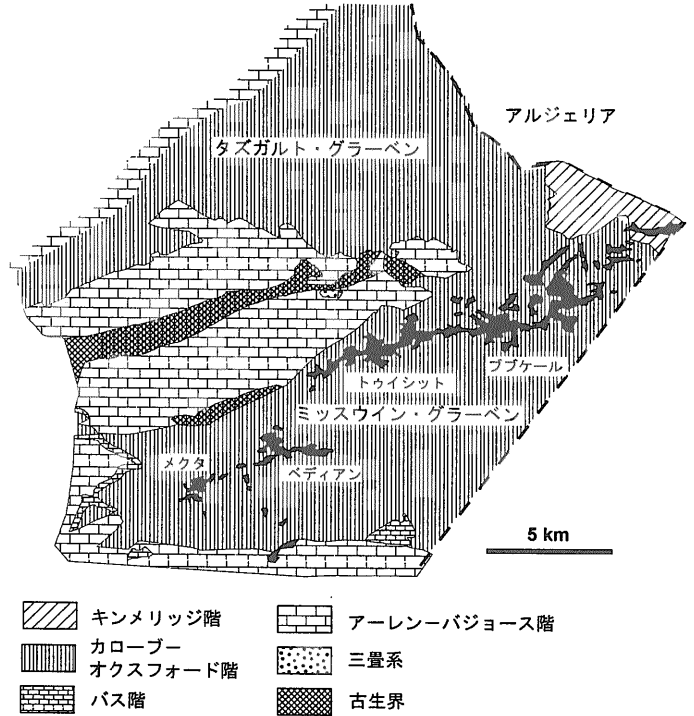 アルジェリア
タズガルト・グラーベン
ブブケール
トゥイシット
ミッスウイン・グラーベン
メクタ
ベディアン
5 km
キンメリッジ階
カローブー
オクスフォード階
バス階
アーレンーバジョース階
三畳系
古生界